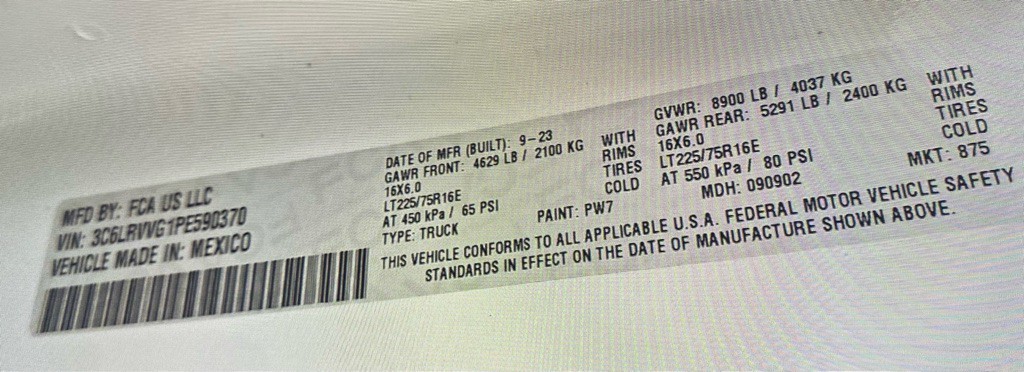 MFD BY: FCA US LLC
VIN: 3C6LRVVG1PE590370
VEHICLE MADE IN: MEXICO
DATE OF MFR (BUILT): 9-23
GAWR FRONT: 4629 LB / 2100 KG WITH
16X6.0 RIMS
LT225/75R16E TIRES
AT 450 kPa / 65 PSI COLD
TYPE: TRUCK
PAINT: PW7
GVWR: 8900 LB / 4037 KG
GAWR REAR: 5291 LB / 2400 KG WITH
16X6.0 RIMS
LT225/75R16E TIRES
AT 550 kPa / 80 PSI COLD
MDH: 090902
MKT: 875
THIS VEHICLE CONFORMS TO ALL APPLICABLE U.S.A. FEDERAL MOTOR VEHICLE SAFETY
STANDARDS IN EFFECT ON THE DATE OF MANUFACTURE SHOWN ABOVE.